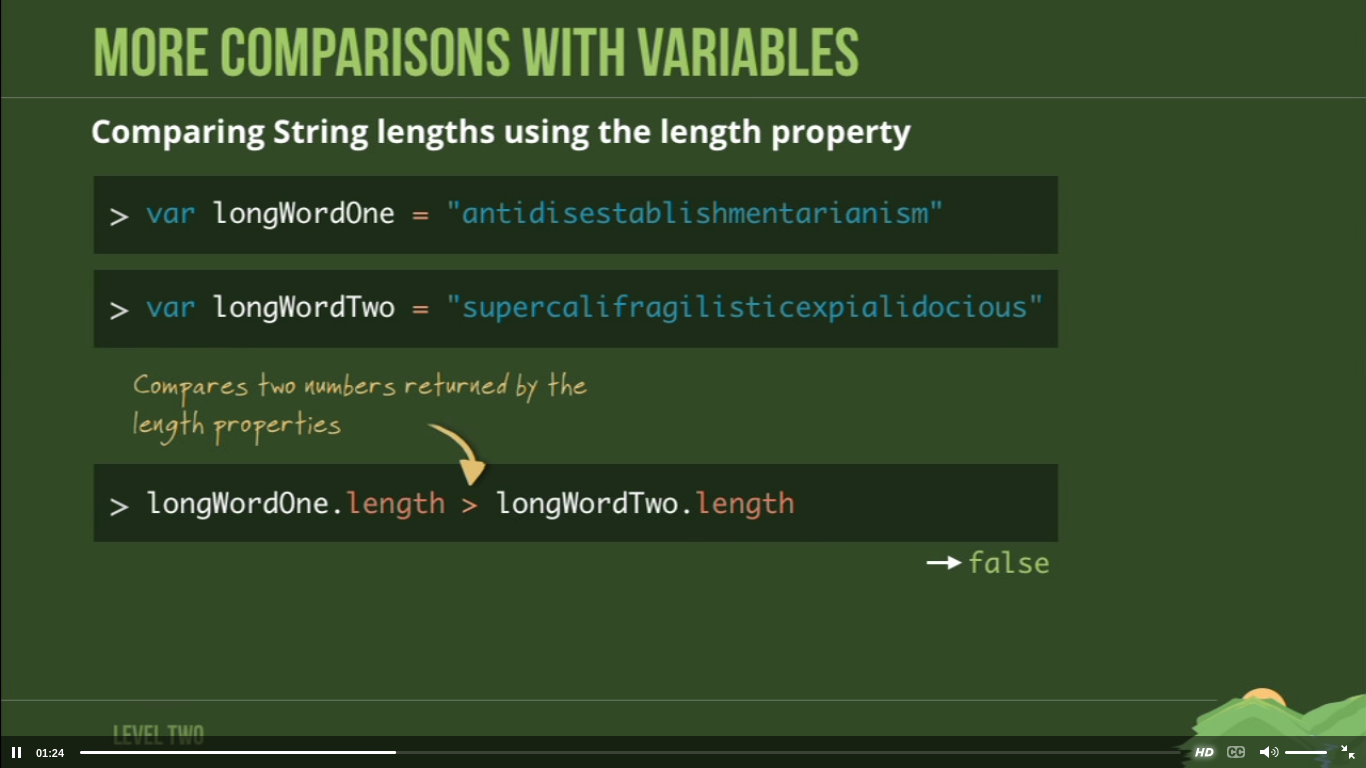 MORE COMPARISONS WITH VARIABLES
Comparing String lengths using the length property
> var longWordOne = "antidisestablishmentarianism"
> var longWordTwo = "supercalifragilisticexpialidocious"
Compares two numbers returned by the
length properties
> longWordOne.length > longWordTwo.length
→ false
LEVEL TWO
01:24
HD CC